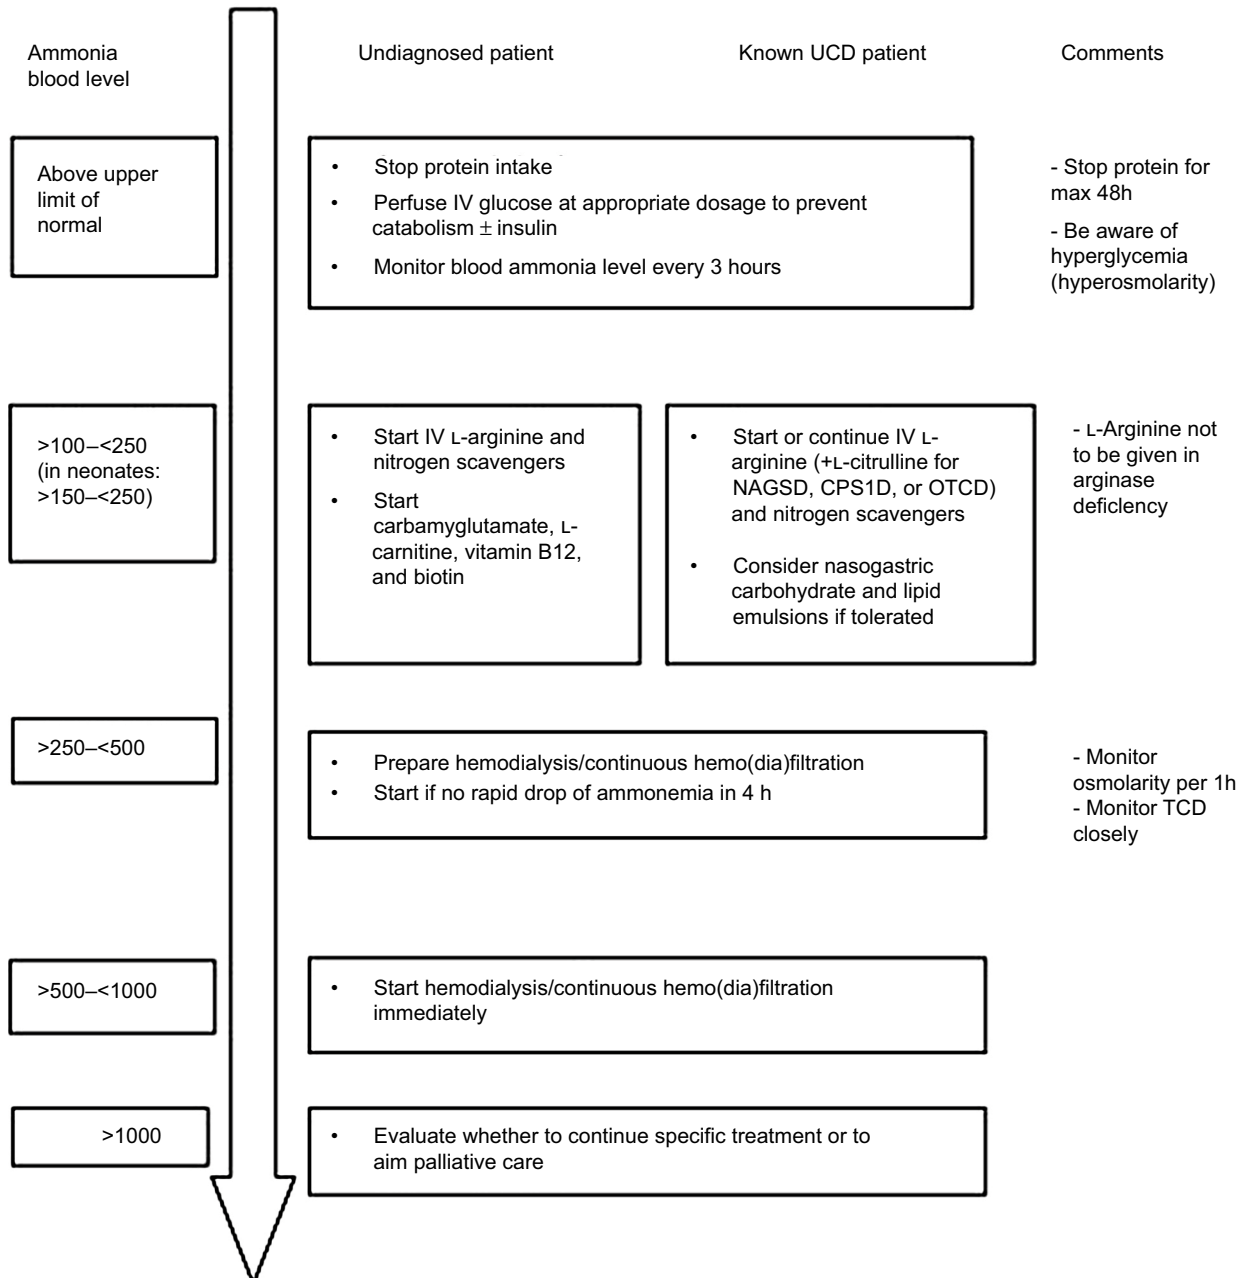 Ammonia
blood level
Undiagnosed patient
Known UCD patient
Comments
Above upper
limit of
normal
• Stop protein intake
• Perfuse IV glucose at appropriate dosage to prevent
catabolism ± insulin
• Monitor blood ammonia level every 3 hours
- Stop protein for
max 48h
- Be aware of
hyperglycemia
(hyperosmolarity)
>100–<250
(in neonates:
>150–<250)
• Start IV ʟ-arginine and
nitrogen scavengers
• Start
carbamyglutamate, ʟ-
carnitine, vitamin B12,
and biotin
• Start or continue IV ʟ-
arginine (+ʟ-citrulline for
NAGSD, CPS1D, or OTCD)
and nitrogen scavengers
• Consider nasogastric
carbohydrate and lipid
emulsions if tolerated
- ʟ-Arginine not
to be given in
arginase
deficlency
>250–<500
• Prepare hemodialysis/continuous hemo(dia)filtration
• Start if no rapid drop of ammonemia in 4 h
- Monitor
osmolarity per 1h
- Monitor TCD
closely
>500–<1000
• Start hemodialysis/continuous hemo(dia)filtration
immediately
>1000
• Evaluate whether to continue specific treatment or to
aim palliative care